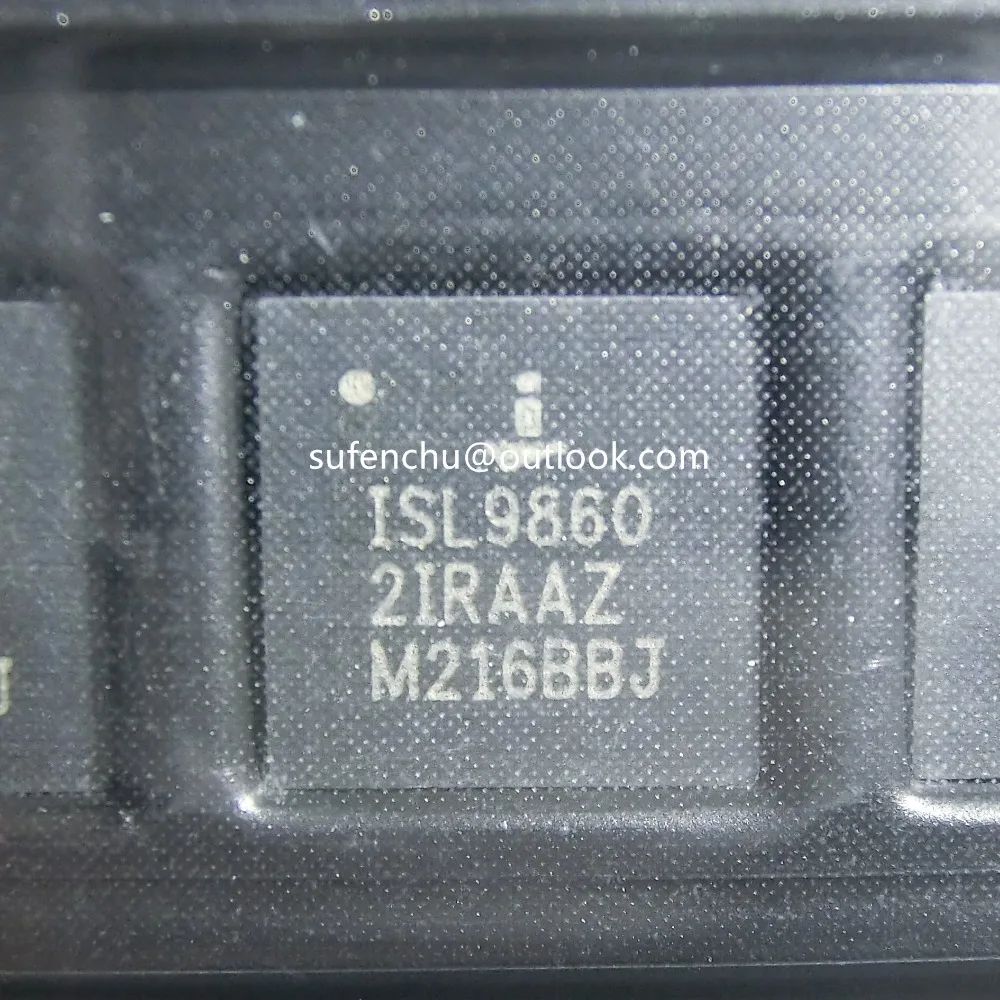 sufenchu@outlook.com
ISL9860
2IRAAZ
M216BBJ
J